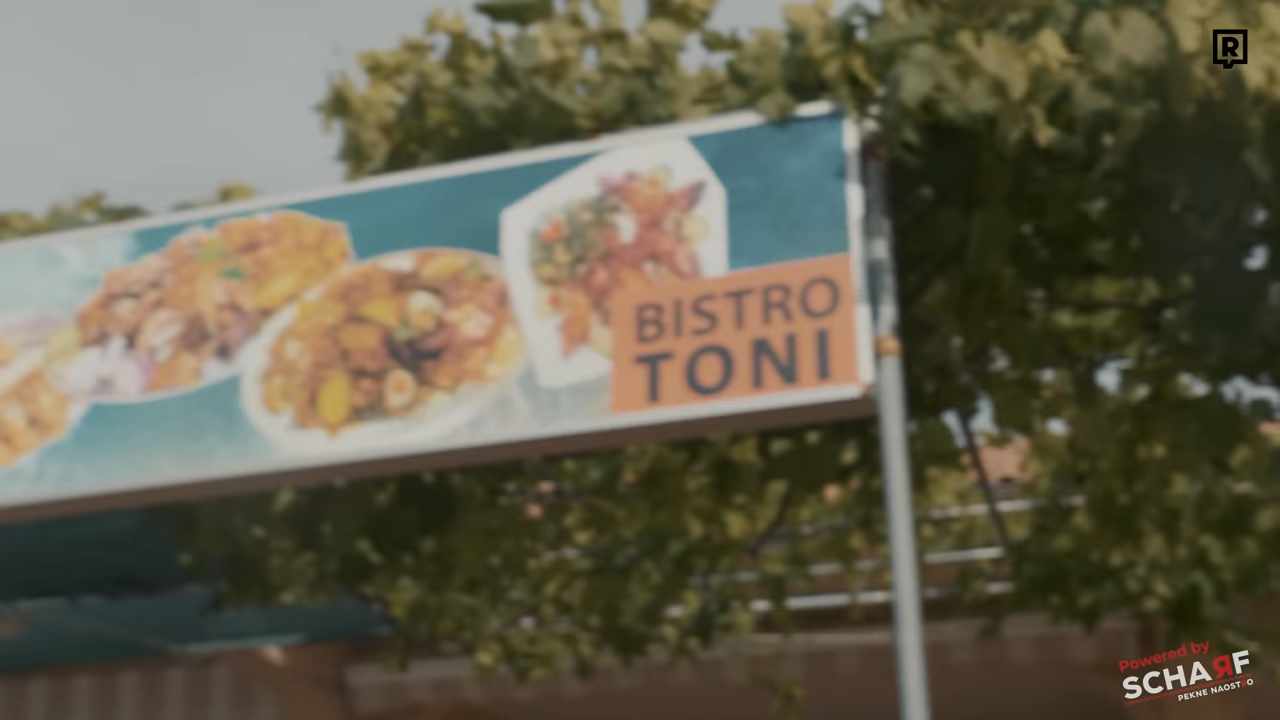 R
BISTRO
TONI
Powered by
SCHAЯF
PEKNE NAOSTRO